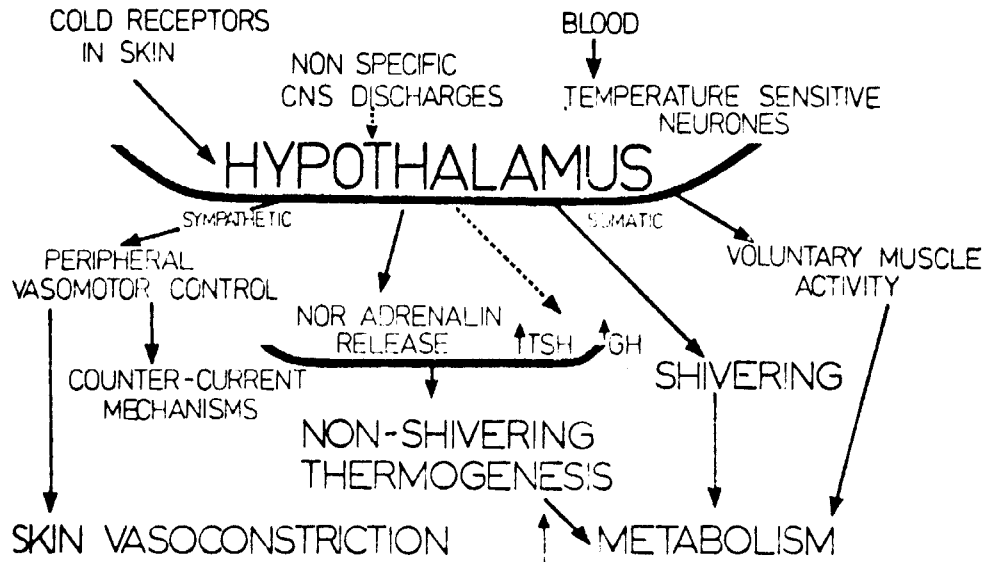 COLD RECEPTORS
IN SKIN
NON SPECIFIC
CNS DISCHARGES
BLOOD
TEMPERATURE SENSITIVE
NEURONES
HYPOTHALAMUS
SYMPATHETIC
SOMATIC
PERIPHERAL
VASOMOTOR CONTROL
VOLUNTARY MUSCLE
ACTIVITY
NOR ADRENALIN
RELEASE
↑TSH
↑GH
COUNTER-CURRENT
MECHANISMS
SHIVERING
NON-SHIVERING
THERMOGENESIS
SKIN VASOCONSTRICTION
↑METABOLISM